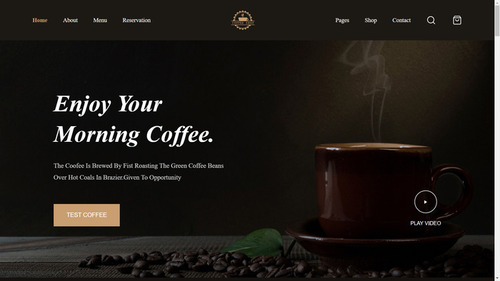 Home About Menu Reservation Pages Shop Contact
Enjoy Your
Morning Coffee.
The Coofee Is Brewed By Fist Roasting The Green Coffee Beans
Over Hot Coals In Brazier.Given To Opportunity
TEST COFFEE
PLAY VIDEO